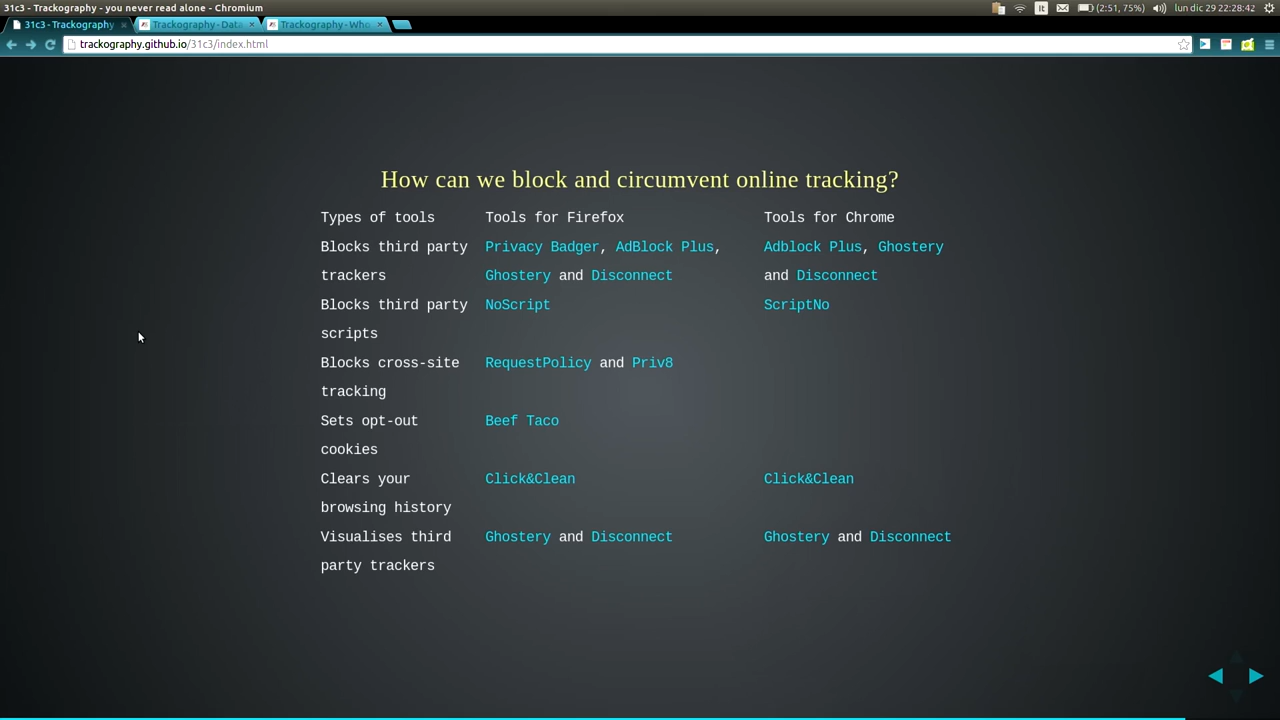 31c3 - Trackography - you never read alone - Chromium
It (2:51, 75%) lun dic 29 22:28:42
31c3 - Trackography Trackography - Data Trackography - Who
trackography.github.io/31c3/index.html
How can we block and circumvent online tracking?
Types of tools Tools for Firefox Tools for Chrome
Blocks third party Privacy Badger, AdBlock Plus, Adblock Plus, Ghostery
trackers Ghostery and Disconnect and Disconnect
Blocks third party NoScript ScriptNo
scripts
Blocks cross-site RequestPolicy and Priv8
tracking
Sets opt-out Beef Taco
cookies
Clears your Click&Clean Click&Clean
browsing history
Visualises third Ghostery and Disconnect Ghostery and Disconnect
party trackers